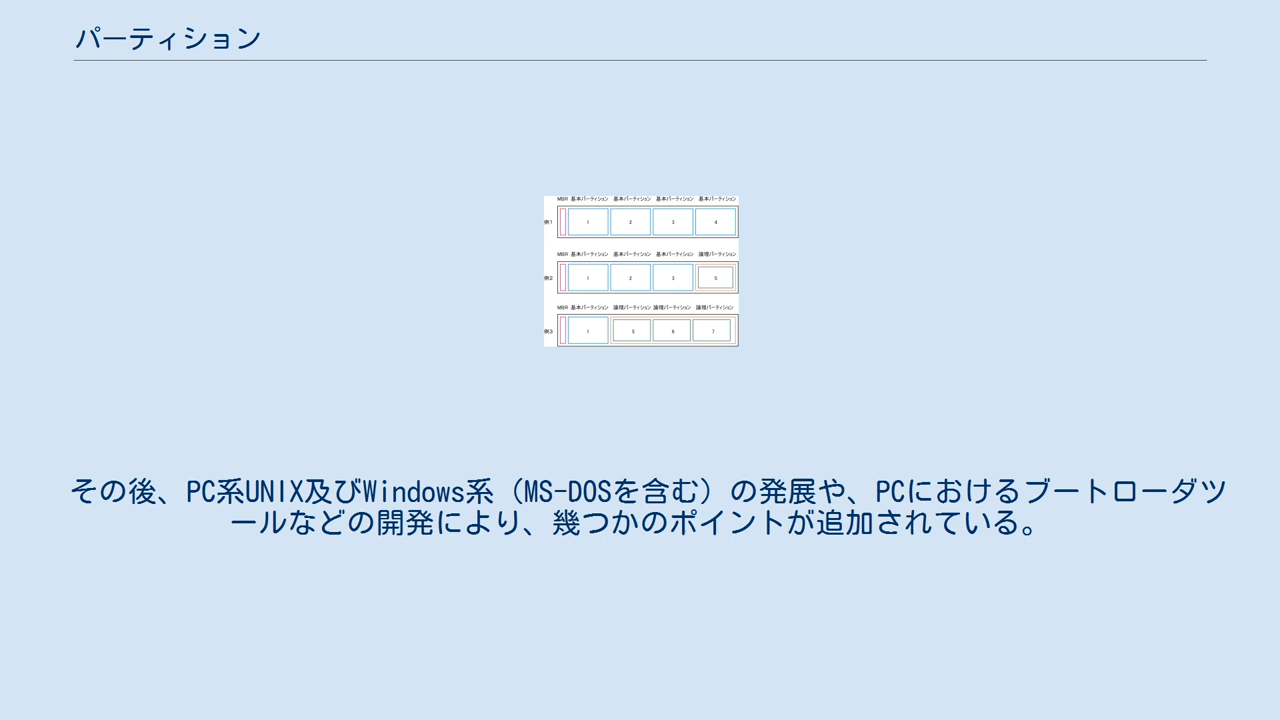 パーティション
MBR 基本パーティション 基本パーティション 基本パーティション 基本パーティション
例1 1 2 3 4
MBR 基本パーティション 基本パーティション 基本パーティション 論理パーティション
例2 1 2 3 5
MBR 基本パーティション 論理パーティション 論理パーティション 論理パーティション
例3 1 5 6 7
その後、PC系UNIX及びWindows系（MS-DOSを含む）の発展や、PCにおけるブートローダツ
ールなどの開発により、幾つかのポイントが追加されている。